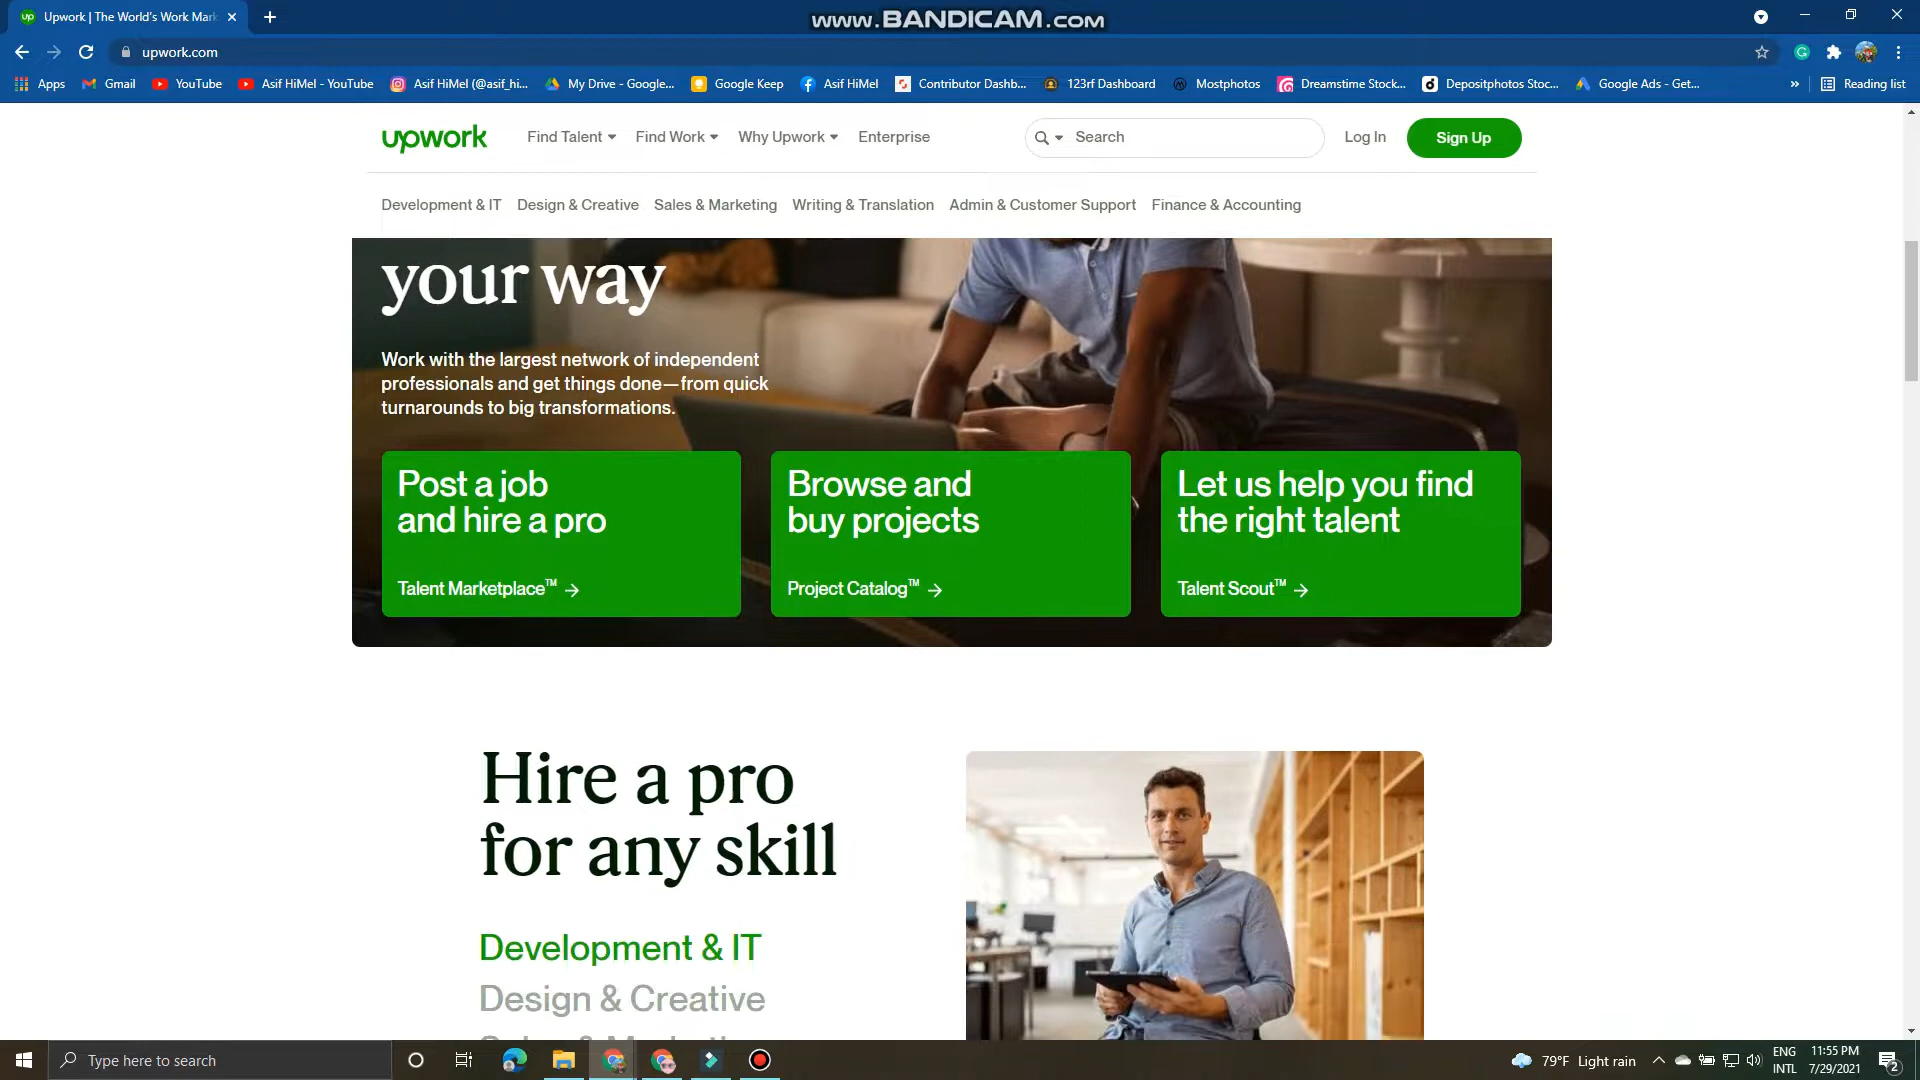 Upwork | The World's Work Mark
www.BANDICAM.com
upwork.com
Apps
Gmail
YouTube
Asif HiMel - YouTube
Asif HiMel (@asif_hi...
My Drive - Google...
Google Keep
Asif HiMel
Contributor Dashb...
123rf Dashboard
Mostphotos
Dreamstime Stock...
Depositphotos Stoc...
Google Ads - Get...
»
Reading list
upwork
Find Talent
Find Work
Why Upwork
Enterprise
Search
Log In
Sign Up
Development & IT
Design & Creative
Sales & Marketing
Writing & Translation
Admin & Customer Support
Finance & Accounting
your way
Work with the largest network of independent
professionals and get things done—from quick
turnarounds to big transformations.
Post a job
and hire a pro
Talent Marketplace™ →
Browse and
buy projects
Project Catalog™ →
Let us help you find
the right talent
Talent Scout™ →
Hire a pro
for any skill
Development & IT
Design & Creative
Type here to search
79°F Light rain
ENG
INTL
11:55 PM
7/29/2021
2